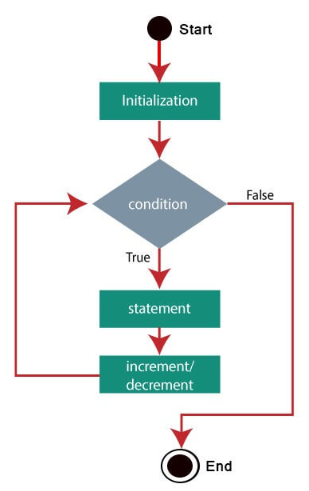 Start
Initialization
condition
False
True
statement
increment/
decrement
End